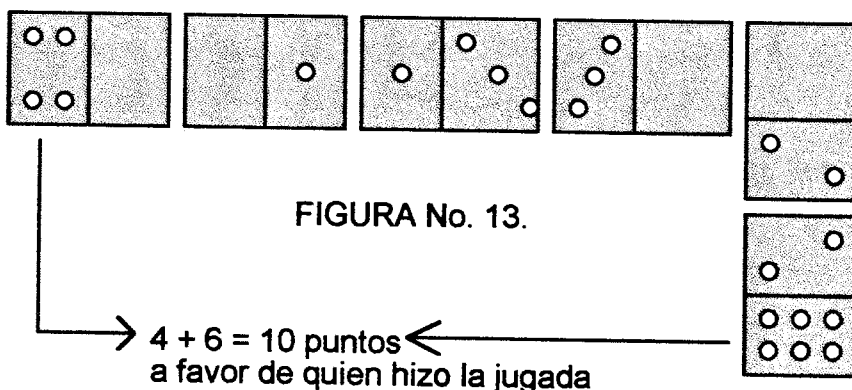 FIGURA No. 13.
4 + 6 = 10 puntos
a favor de quien hizo la jugada